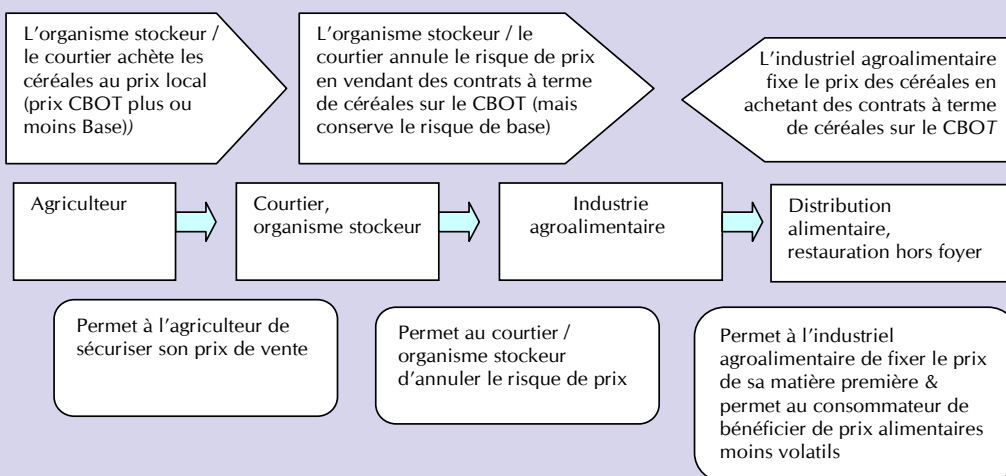 L'organisme stockeur /
le courtier achète les
céréales au prix local
(prix CBOT plus ou
moins Base))
L'organisme stockeur / le
courtier annule le risque de prix
en vendant des contrats à terme
de céréales sur le CBOT (mais
conserve le risque de base)
L'industriel agroalimentaire
fixe le prix des céréales en
achetant des contrats à terme
de céréales sur le CBOT
Agriculteur
Courtier,
organisme stockeur
Industrie
agroalimentaire
Distribution
alimentaire,
restauration hors foyer
Permet à l'agriculteur de
sécuriser son prix de vente
Permet au courtier /
organisme stockeur
d'annuler le risque de prix
Permet à l'industriel
agroalimentaire de fixer le prix
de sa matière première &
permet au consommateur de
bénéficier de prix alimentaires
moins volatils